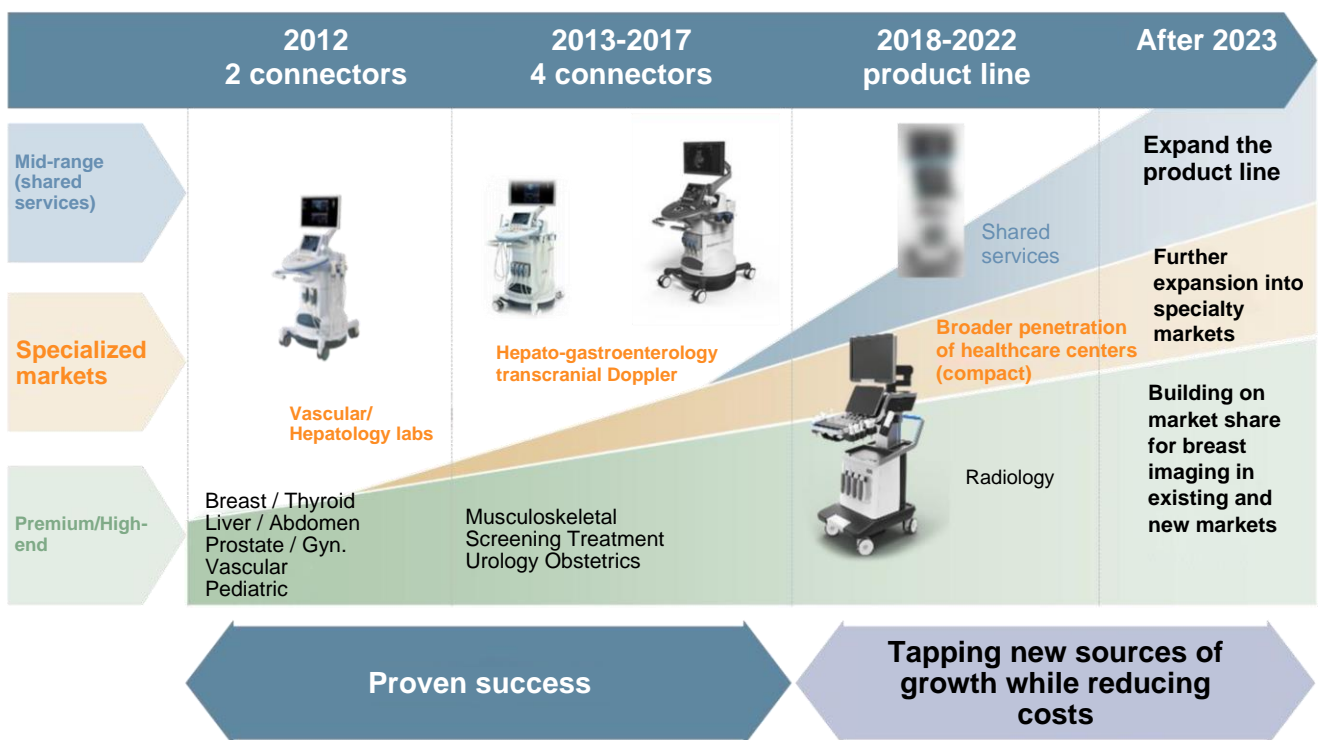 2012
2 connectors
2013-2017
4 connectors
2018-2022
product line
After 2023
Mid-range
(shared
services)
Expand the
product line
Shared
services
Specialized
markets
Vascular/
Hepatology labs
Hepato-gastroenterology
transcranial Doppler
Broader penetration
of healthcare centers
(compact)
Further
expansion into
specialty
markets
Premium/High-
end
Breast / Thyroid
Liver / Abdomen
Prostate / Gyn.
Vascular
Pediatric
Musculoskeletal
Screening Treatment
Urology Obstetrics
Radiology
Building on
market share
for breast
imaging in
existing and
new markets
Proven success
Tapping new sources of
growth while reducing
costs